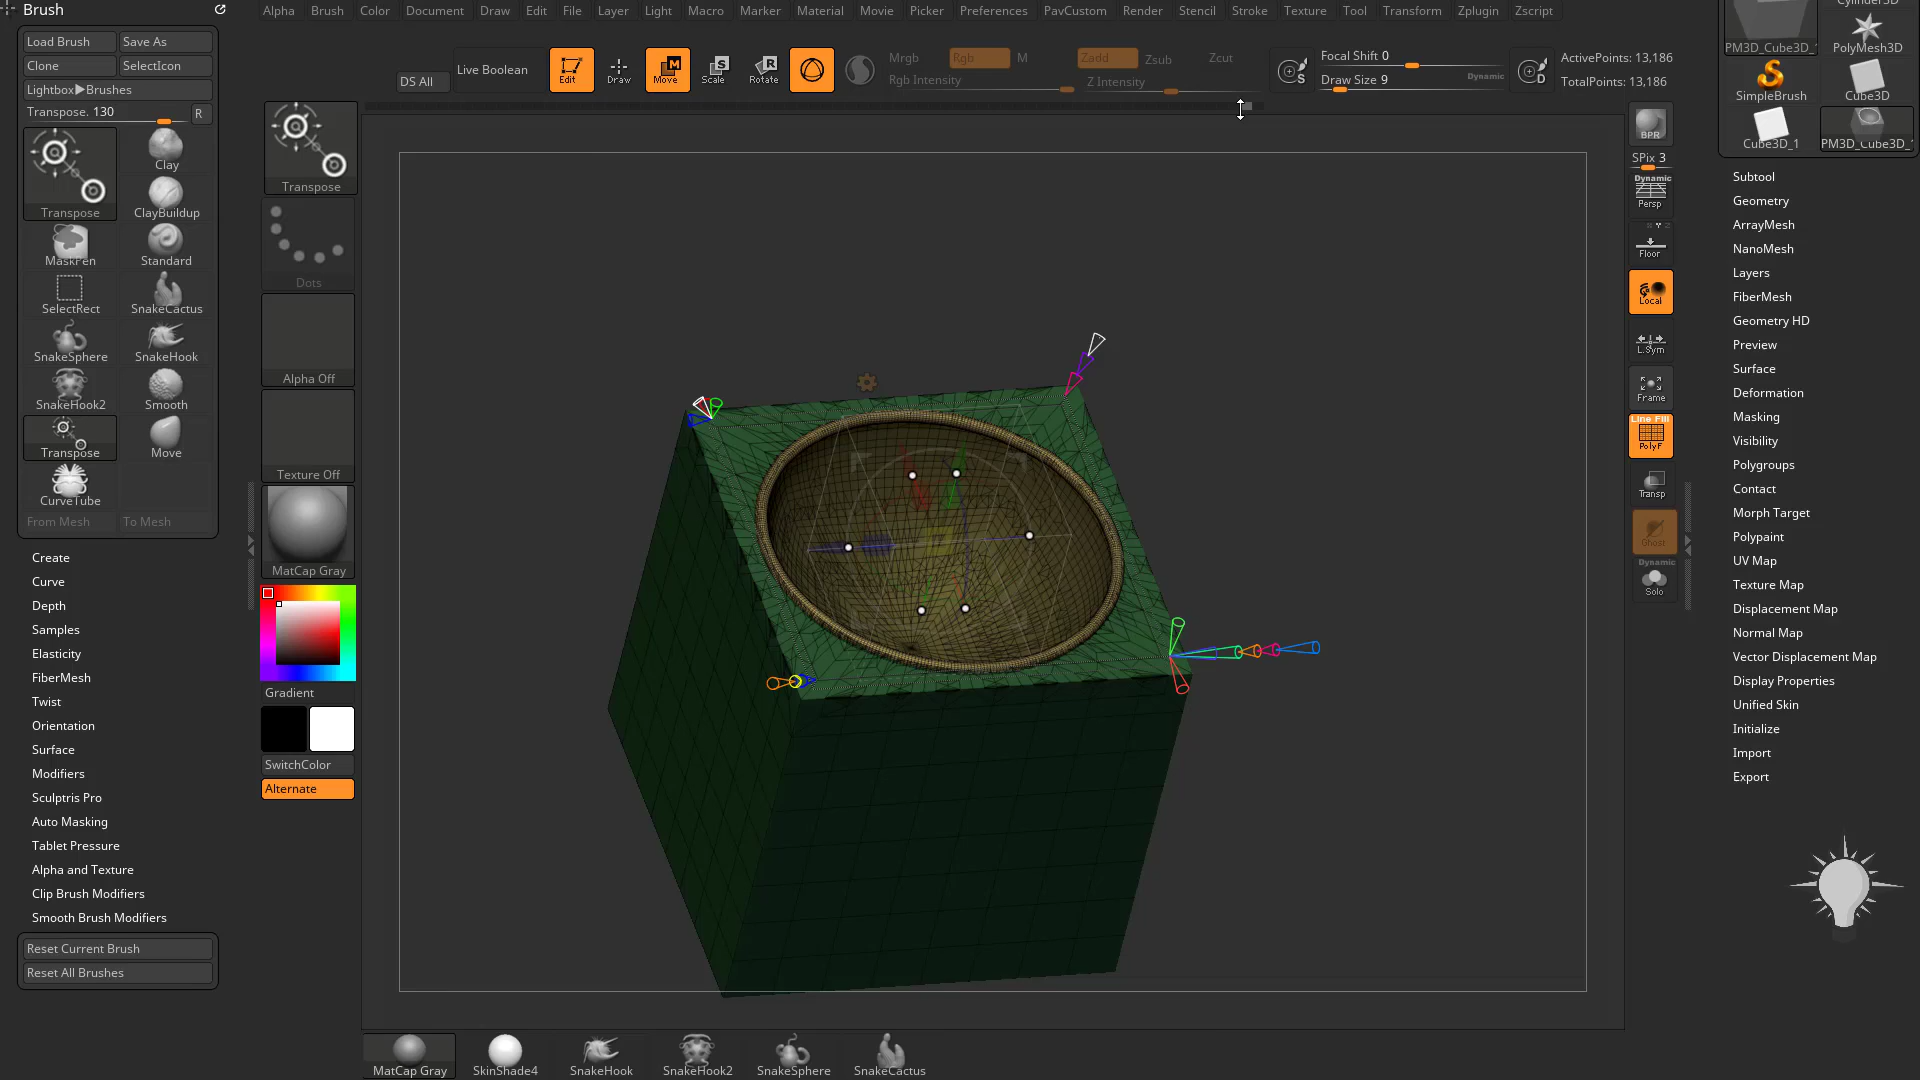 Brush
Alpha Brush Color Document Draw Edit File Layer Light Macro Marker Material Movie Picker Preferences PavCustom Render Stencil Stroke Texture Tool Transform Zplugin Zscript
Load Brush Save As
Clone SelectIcon
Lightbox▶Brushes
Transpose. 130 R
Transpose
Clay
ClayBuildup
MaskPen Standard
SelectRect SnakeCactus
SnakeSphere SnakeHook
SnakeHook2 Smooth
Transpose Move
CurveTube
From Mesh To Mesh
Create
Curve
Depth
Samples
Elasticity
FiberMesh
Twist
Orientation
Surface
Modifiers
Sculptris Pro
Auto Masking
Tablet Pressure
Alpha and Texture
Clip Brush Modifiers
Smooth Brush Modifiers
Reset Current Brush
Reset All Brushes
DS All
Live Boolean
Edit
Draw
M
Move
S
Scale
R
Rotate
Mrgb Rgb M
Rgb Intensity
Zadd Zsub Zcut
Z Intensity
S
Focal Shift 0
Draw Size 9 Dynamic
D
ActivePoints: 13,186
TotalPoints: 13,186
Transpose
Dots
Alpha Off
Texture Off
MatCap Gray
Gradient
SwitchColor
Alternate
BPR
SPix 3
Dynamic
Persp
Floor
Local
L.Sym
Frame
Line Fill
PolyF
Transp
Ghost
Dynamic
Solo
PM3D_Cube3D_1
Cylinder3D
PolyMesh3D
SimpleBrush Cube3D
Cube3D_1 PM3D_Cube3D_1
Subtool
Geometry
ArrayMesh
NanoMesh
Layers
FiberMesh
Geometry HD
Preview
Surface
Deformation
Masking
Visibility
Polygroups
Contact
Morph Target
Polypaint
UV Map
Texture Map
Displacement Map
Normal Map
Vector Displacement Map
Display Properties
Unified Skin
Initialize
Import
Export
MatCap Gray SkinShade4 SnakeHook SnakeHook2 SnakeSphere SnakeCactus